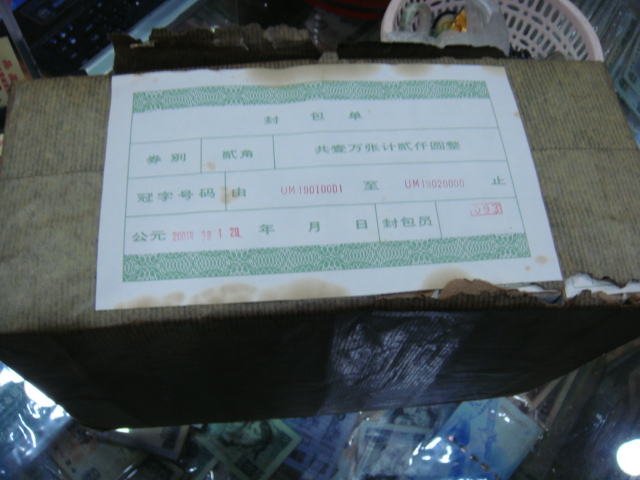 封包单
券别 贰角 共壹万张计贰仟圆整
冠字号码 由 UM19010001 至 UM19020000 止
公元 年 月 日 封包员